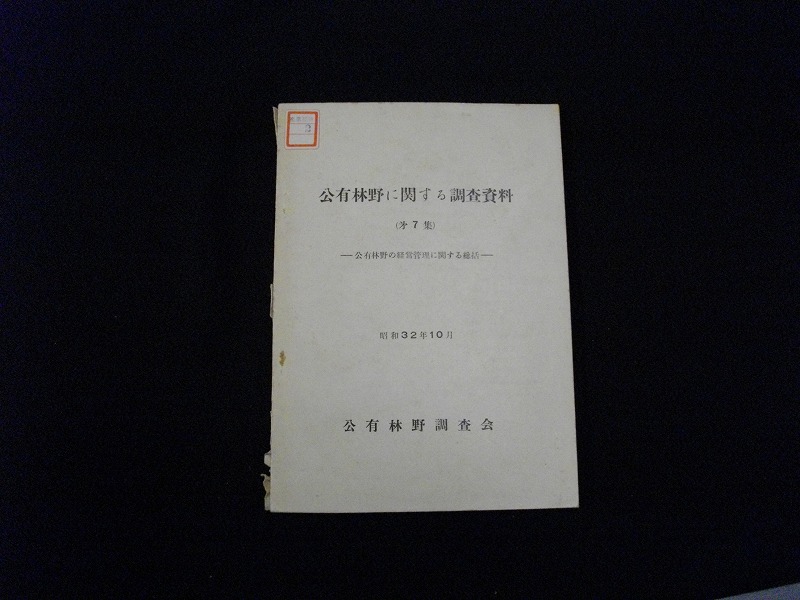 3
公有林野に関する調査資料
(才7集)
―公有林野の経営管理に関する総括―
昭和32年10月
公有林野調査会